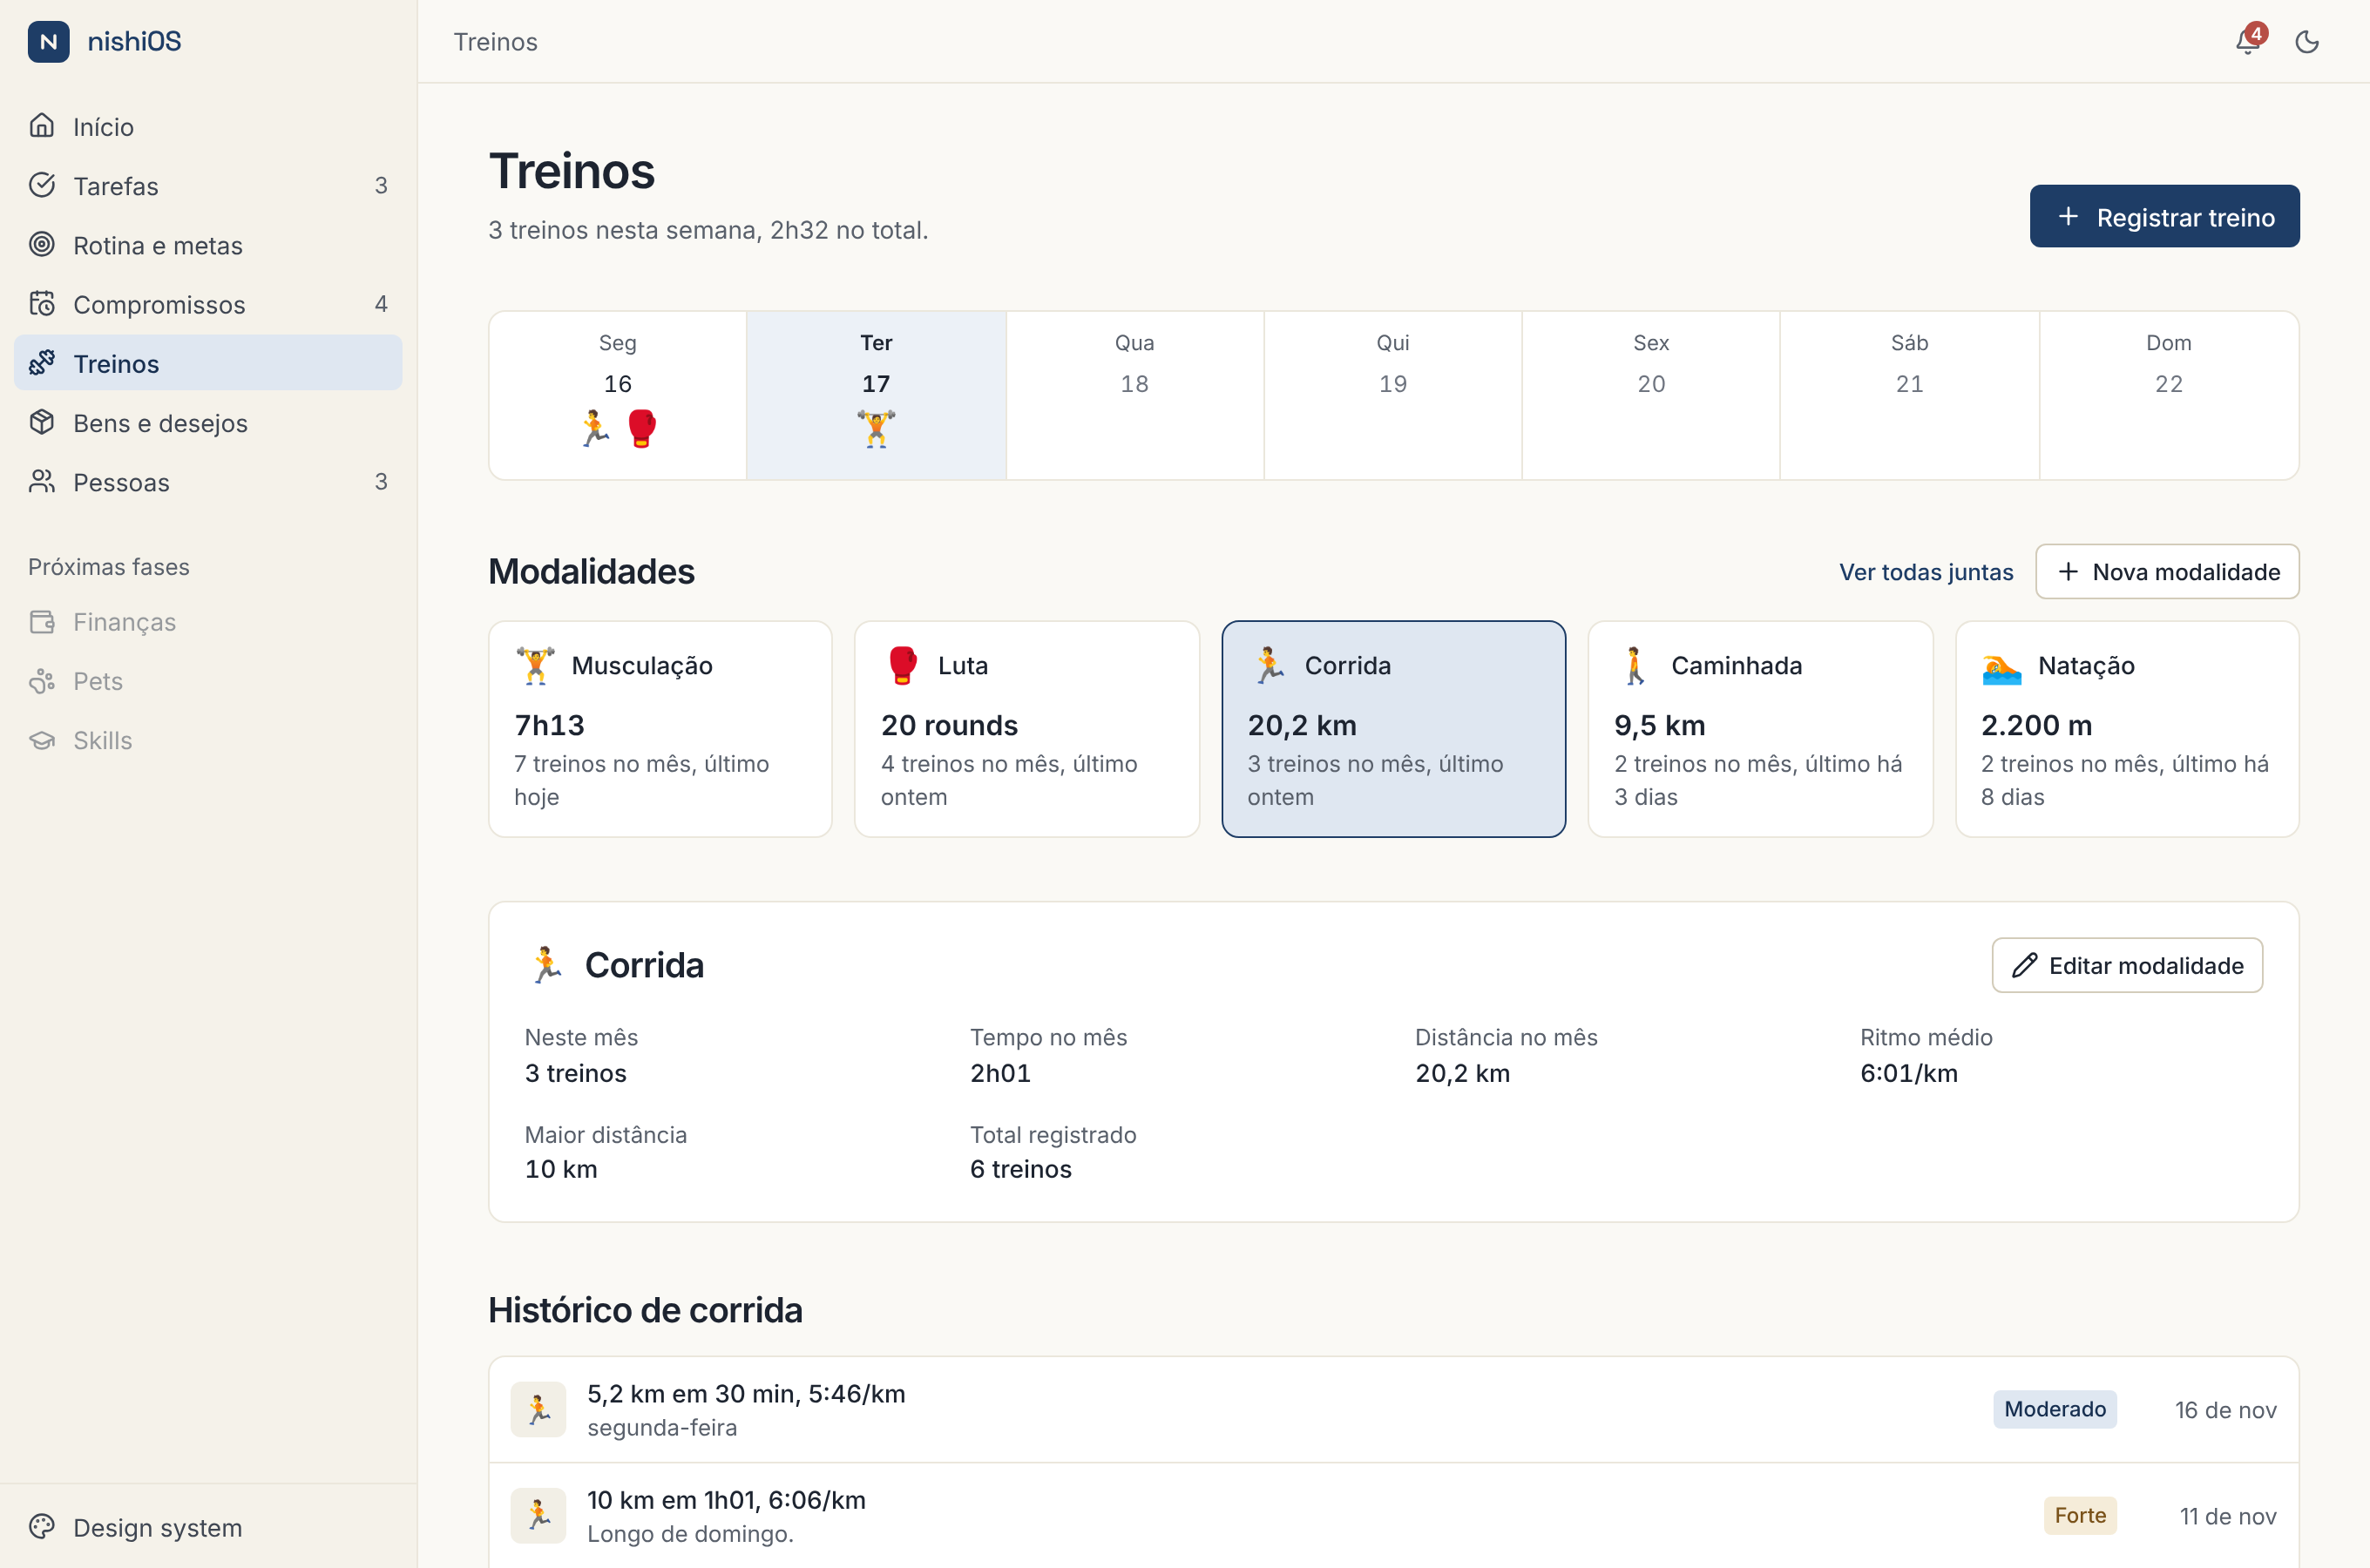 N nishiOS
Início
Tarefas 3
Rotina e metas
Compromissos 4
Treinos
Bens e desejos
Pessoas 3
Próximas fases
Finanças
Pets
Skills
Design system
Treinos
4
Treinos
3 treinos nesta semana, 2h32 no total.
Registrar treino
Seg Ter Qua Qui Sex Sáb Dom
16 17 18 19 20 21 22
Modalidades
Ver todas juntas
Nova modalidade
Musculação
7h13
7 treinos no mês, último
hoje
Luta
20 rounds
4 treinos no mês, último
ontem
Corrida
20,2 km
3 treinos no mês, último
ontem
Caminhada
9,5 km
2 treinos no mês, último há
3 dias
Natação
2.200 m
2 treinos no mês, último há
8 dias
Corrida
Editar modalidade
Neste mês
3 treinos
Tempo no mês
2h01
Distância no mês
20,2 km
Ritmo médio
6:01/km
Maior distância
10 km
Total registrado
6 treinos
Histórico de corrida
5,2 km em 30 min, 5:46/km
segunda-feira
Moderado
16 de nov
10 km em 1h01, 6:06/km
Longo de domingo.
Forte
11 de nov